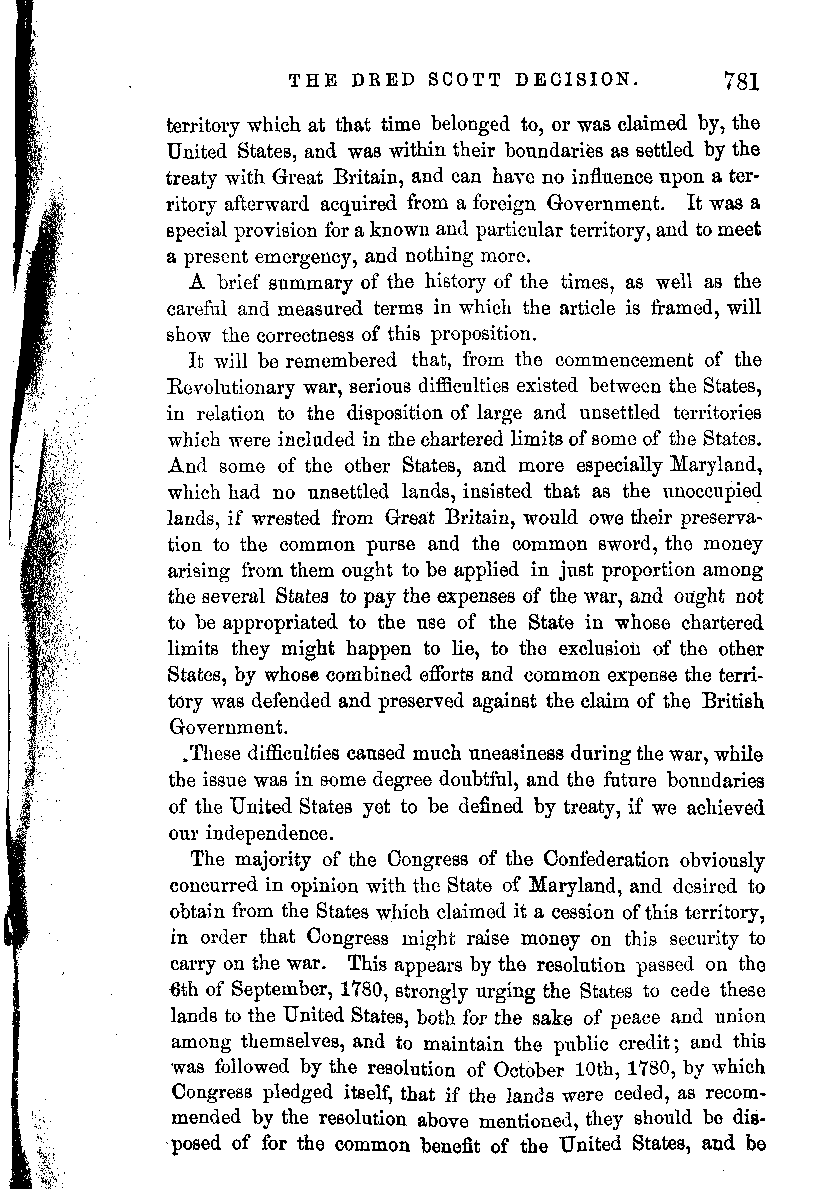 THE DRED SCOTT DECISION. 781
territory which at that time belonged to, or was claimed by, the
United States, and was within their boundaries as settled by the
treaty with Great Britain, and can have no influence upon a ter-
ritory afterward acquired from a foreign Government. It was a
special provision for a known and particular territory, and to meet
a present emergency, and nothing more.
A brief summary of the history of the times, as well as the
careful and measured terms in which the article is framed, will
show the correctness of this proposition.
It will be remembered that, from the commencement of the
Revolutionary war, serious difficulties existed between the States,
in relation to the disposition of large and unsettled territories
which were included in the chartered limits of some of the States.
And some of the other States, and more especially Maryland,
which had no unsettled lands, insisted that as the unoccupied
lands, if wrested from Great Britain, would owe their preserva-
tion to the common purse and the common sword, the money
arising from them ought to be applied in just proportion among
the several States to pay the expenses of the war, and ought not
to be appropriated to the use of the State in whose chartered
limits they might happen to lie, to the exclusion of the other
States, by whose combined efforts and common expense the terri-
tory was defended and preserved against the claim of the British
Government.
These difficulties caused much uneasiness during the war, while
the issue was in some degree doubtful, and the future boundaries
of the United States yet to be defined by treaty, if we achieved
our independence.
The majority of the Congress of the Confederation obviously
concurred in opinion with the State of Maryland, and desired to
obtain from the States which claimed it a cession of this territory,
in order that Congress might raise money on this security to
carry on the war. This appears by the resolution passed on the
6th of September, 1780, strongly urging the States to cede these
lands to the United States, both for the sake of peace and union
among themselves, and to maintain the public credit; and this
was followed by the resolution of October 10th, 1780, by which
Congress pledged itself, that if the lands were ceded, as recom-
mended by the resolution above mentioned, they should be dis-
posed of for the common benefit of the United States, and be